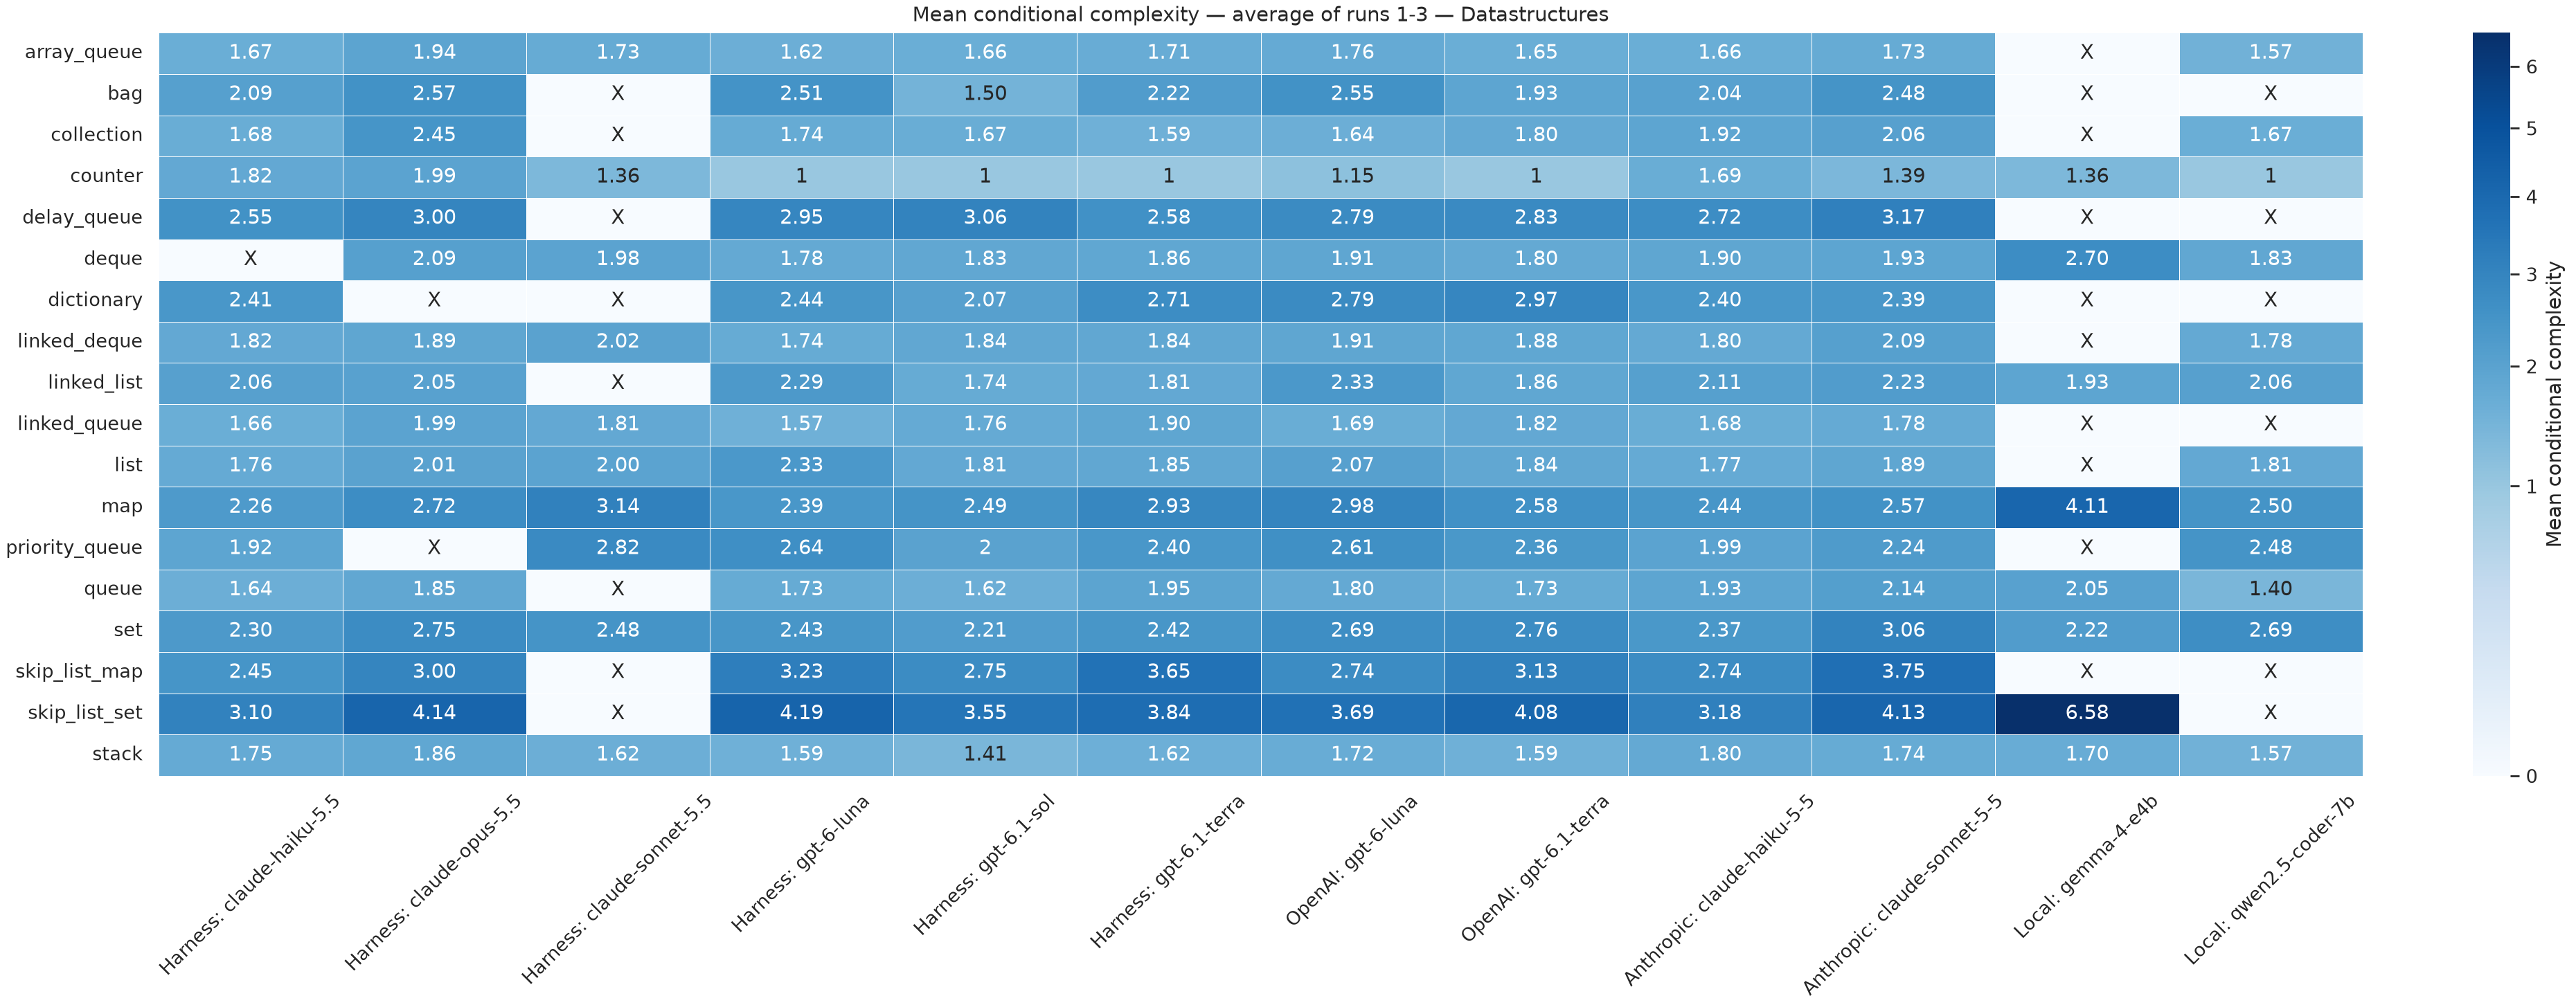 Mean conditional complexity — average of runs 1-3 — Datastructures
array_queue 1.67 1.94 1.73 1.62 1.66 1.71 1.76 1.65 1.66 1.73 X 1.57
bag 2.09 2.57 X 2.51 1.50 2.22 2.55 1.93 2.04 2.48 X X
collection 1.68 2.45 X 1.74 1.67 1.59 1.64 1.80 1.92 2.06 X 1.67
counter 1.82 1.99 1.36 1 1 1 1.15 1 1.69 1.39 1.36 1
delay_queue 2.55 3.00 X 2.95 3.06 2.58 2.79 2.83 2.72 3.17 X X
deque X 2.09 1.98 1.78 1.83 1.86 1.91 1.80 1.90 1.93 2.70 1.83
dictionary 2.41 X X 2.44 2.07 2.71 2.79 2.97 2.40 2.39 X X
linked_deque 1.82 1.89 2.02 1.74 1.84 1.84 1.91 1.88 1.80 2.09 X 1.78
linked_list 2.06 2.05 X 2.29 1.74 1.81 2.33 1.86 2.11 2.23 1.93 2.06
linked_queue 1.66 1.99 1.81 1.57 1.76 1.90 1.69 1.82 1.68 1.78 X X
list 1.76 2.01 2.00 2.33 1.81 1.85 2.07 1.84 1.77 1.89 X 1.81
map 2.26 2.72 3.14 2.39 2.49 2.93 2.98 2.58 2.44 2.57 4.11 2.50
priority_queue 1.92 X 2.82 2.64 2 2.40 2.61 2.36 1.99 2.24 X 2.48
queue 1.64 1.85 X 1.73 1.62 1.95 1.80 1.73 1.93 2.14 2.05 1.40
set 2.30 2.75 2.48 2.43 2.21 2.42 2.69 2.76 2.37 3.06 2.22 2.69
skip_list_map 2.45 3.00 X 3.23 2.75 3.65 2.74 3.13 2.74 3.75 X X
skip_list_set 3.10 4.14 X 4.19 3.55 3.84 3.69 4.08 3.18 4.13 6.58 X
stack 1.75 1.86 1.62 1.59 1.41 1.62 1.72 1.59 1.80 1.74 1.70 1.57
Harness: claude-haiku-5.5
Harness: claude-opus-5.5
Harness: claude-sonnet-5.5
Harness: gpt-6-luna
Harness: gpt-6.1-sol
Harness: gpt-6.1-terra
OpenAI: gpt-6-luna
OpenAI: gpt-6.1-terra
Anthropic: claude-haiku-5-5
Anthropic: claude-sonnet-5-5
Local: gemma-4-e4b
Local: qwen2.5-coder-7b
6
5
4
3
2
1
0
Mean conditional complexity